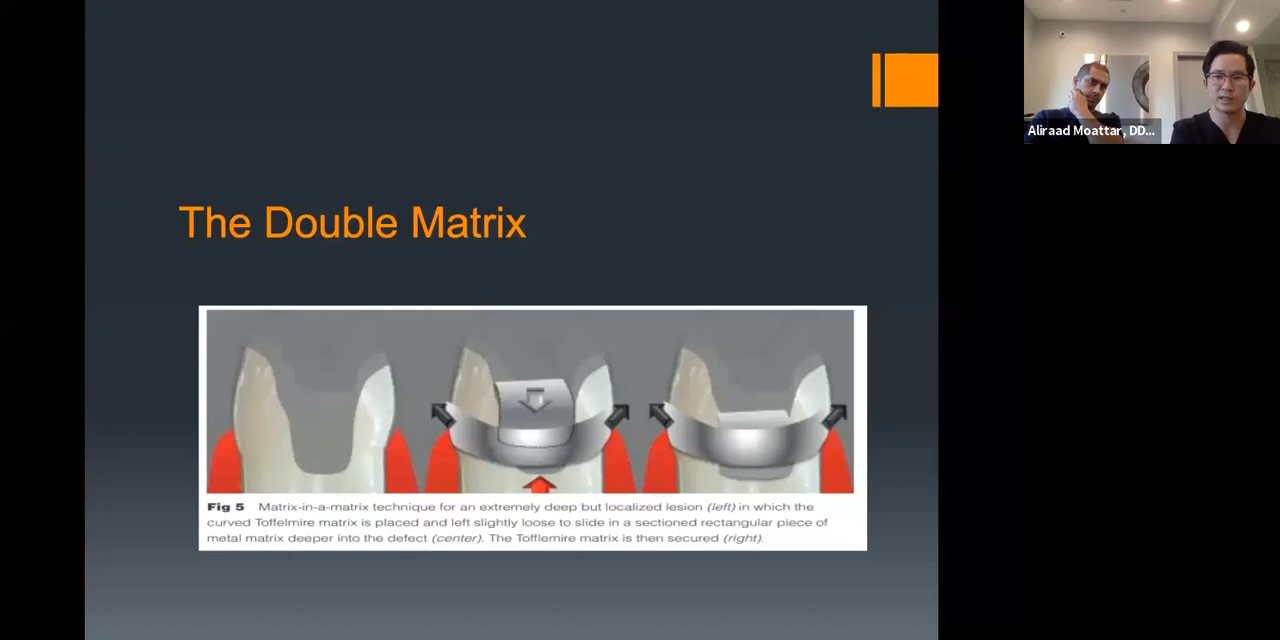 The Double Matrix
Fig 5 Matrix-in-a-matrix technique for an extremely deep but localized lesion (left) in which the
curved Toffelmire matrix is placed and left slightly loose to slide in a sectioned rectangular piece of
metal matrix deeper into the defect (center). The Tofflemire matrix is then secured (right).
Aliraad Moattar, DD...